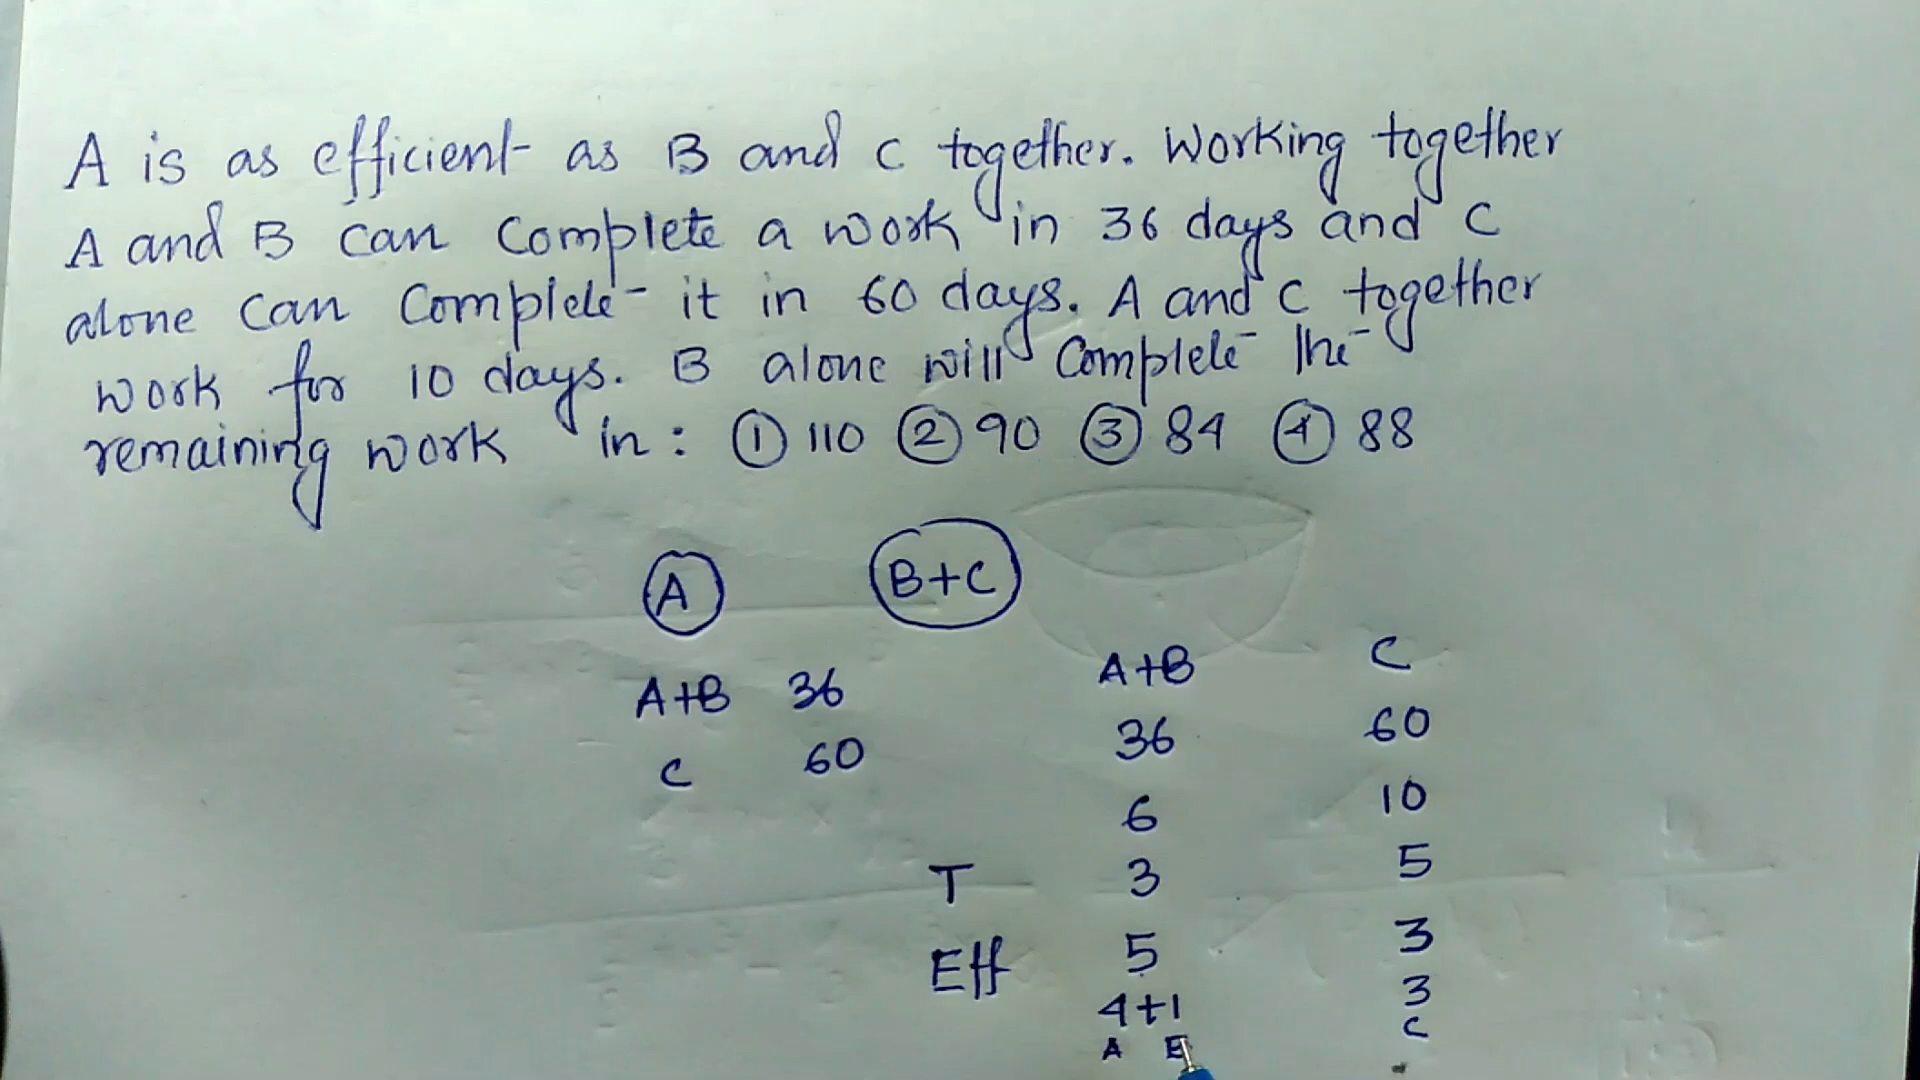 A is as efficient as B and C together. Working together
A and B can complete a work in 36 days and C
alone can complete it in 60 days. A and C together
work for 10 days. B alone will complete the
remaining work in: ① 110 ② 90 ③ 84 ④ 88
A B+C
A+B 36
C 60
A+B C
36 60
6 10
T 3 5
Eff 5 3
4+1 3
A B C